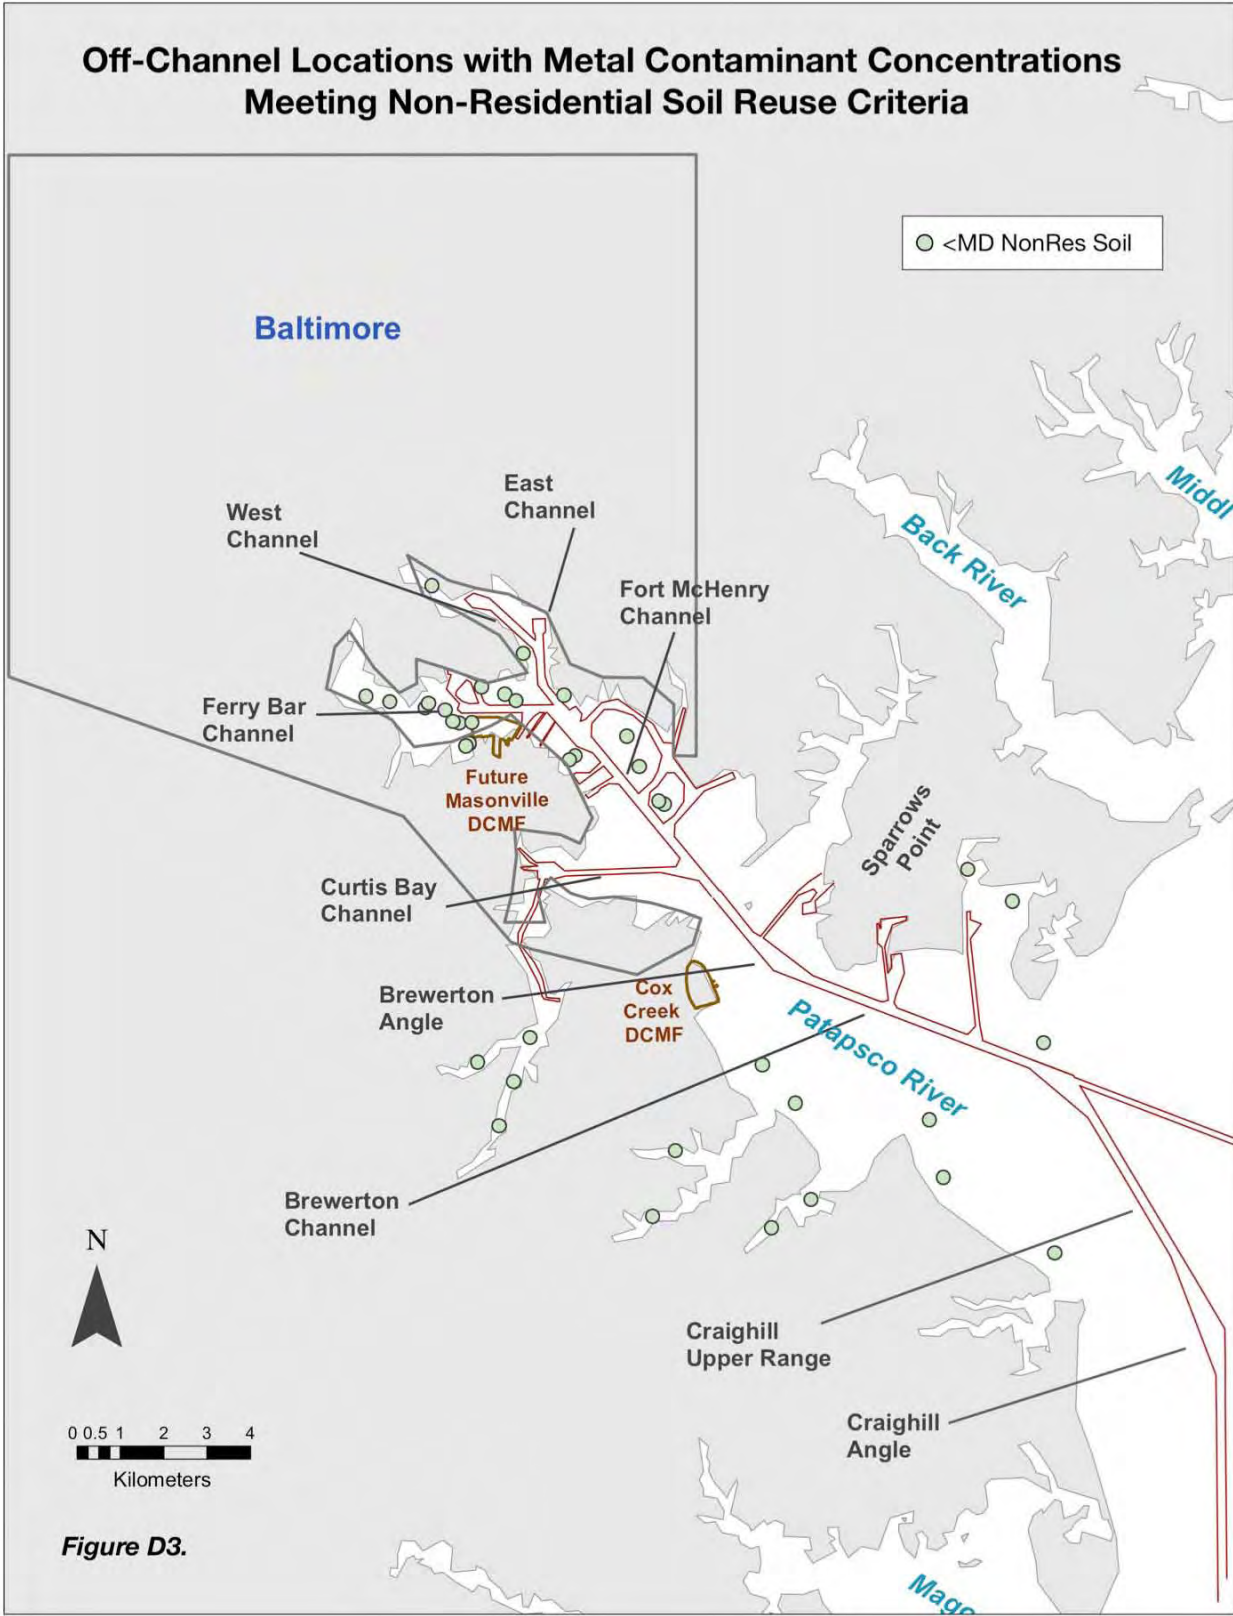 Off-Channel Locations with Metal Contaminant Concentrations
Meeting Non-Residential Soil Reuse Criteria
<MD NonRes Soil
Baltimore
Middl
Back River
East
Channel
West
Channel
Fort McHenry
Channel
Ferry Bar
Channel
Future
Masonville
DCMF
Sparrows
Point
Curtis Bay
Channel
Brewerton
Angle
Cox
Creek
DCMF
Patapsco River
Brewerton
Channel
N
Craighill
Upper Range
Craighill
Angle
0 0.5 1 2 3 4
Kilometers
Figure D3.
Mago